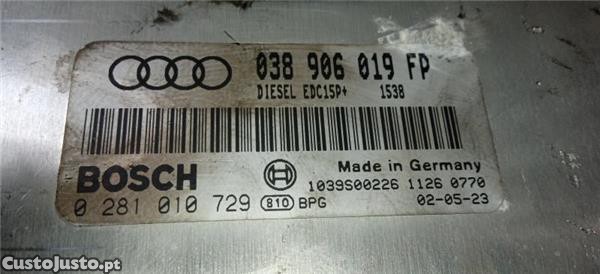 038 906 019 FP
DIESEL EDC15P+ 1538
BOSCH
Made in Germany
1039S00226 1126 0770
0 281 010 729 810 BPG 02-05-23
CustoJusto.pt